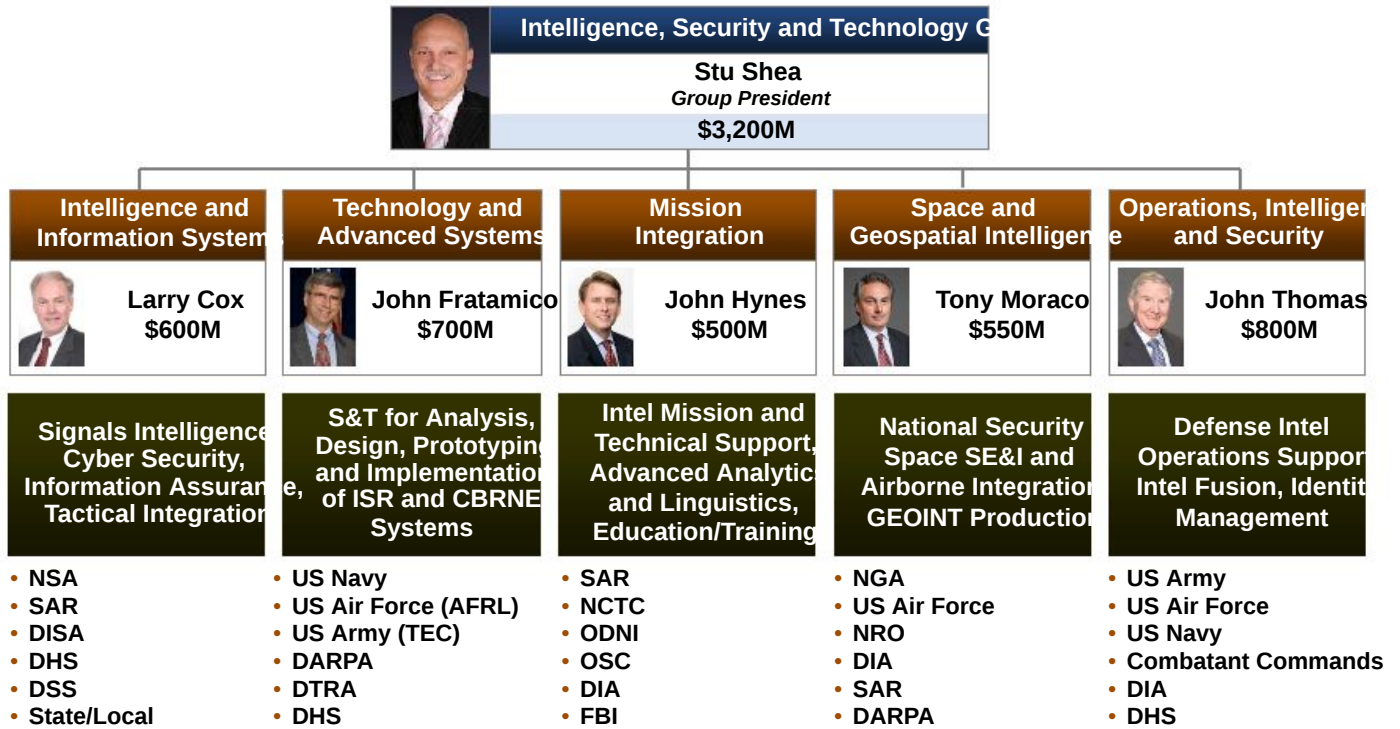 Intelligence, Security and Technology G
Stu Shea
Group President
$3,200M
Intelligence and
Information Systems
Larry Cox
$600M
Signals Intelligence
Cyber Security,
Information Assurance,
Tactical Integration
• NSA
• SAR
• DISA
• DHS
• DSS
• State/Local
Technology and
Advanced Systems
John Fratamico
$700M
S&T for Analysis,
Design, Prototyping
and Implementation
of ISR and CBRNE
Systems
• US Navy
• US Air Force (AFRL)
• US Army (TEC)
• DARPA
• DTRA
• DHS
Mission
Integration
John Hynes
$500M
Intel Mission and
Technical Support,
Advanced Analytics
and Linguistics,
Education/Training
• SAR
• NCTC
• ODNI
• OSC
• DIA
• FBI
Space and
Geospatial Intelligence
Tony Moraco
$550M
National Security
Space SE&I and
Airborne Integration
GEOINT Production
• NGA
• US Air Force
• NRO
• DIA
• SAR
• DARPA
Operations, Intelligen
and Security
John Thomas
$800M
Defense Intel
Operations Support
Intel Fusion, Identit
Management
• US Army
• US Air Force
• US Navy
• Combatant Commands
• DIA
• DHS